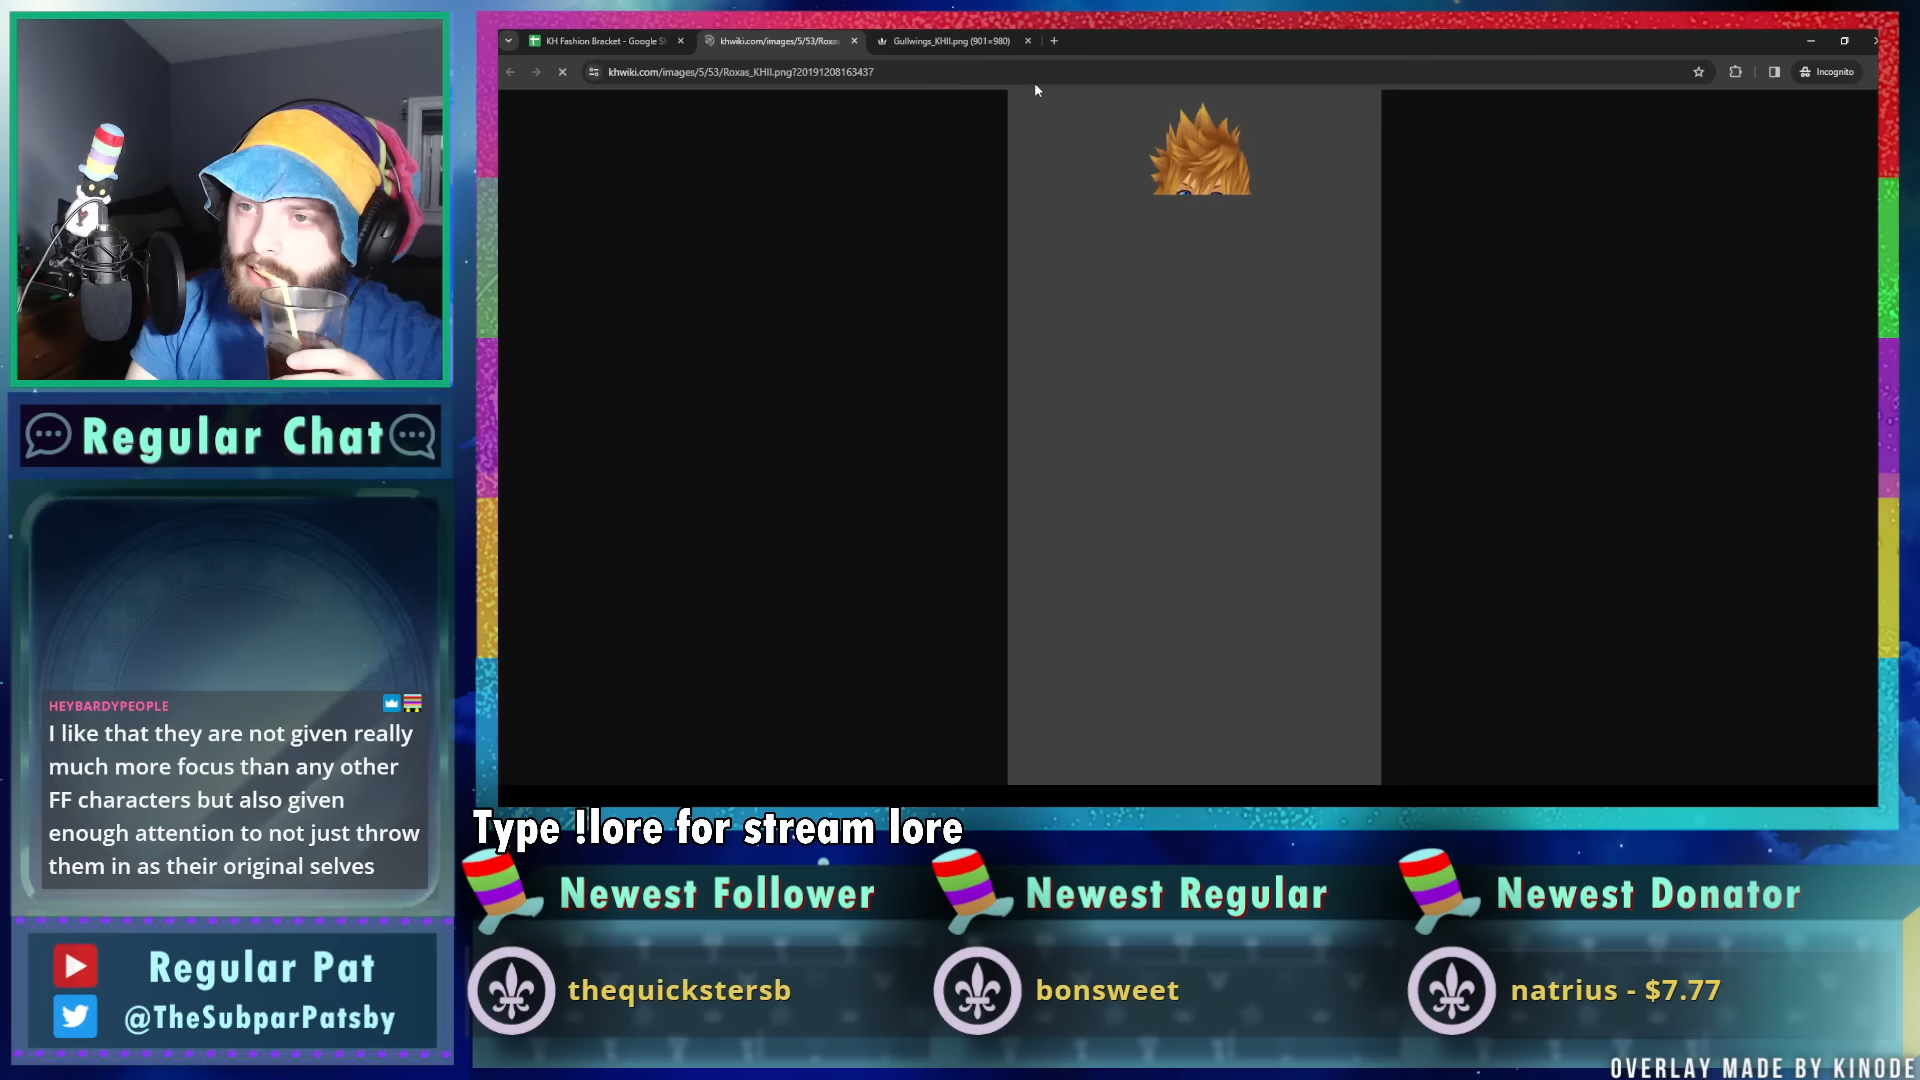 KH Fashion Bracket - Google Sh
khwiki.com/images/5/53/Roxas
Gullwings_KHII.png (901×980)
khwiki.com/images/5/53/Roxas_KHII.png?20191208163437
Incognito
Regular Chat
HEYBARDYPEOPLE
I like that they are not given really
much more focus than any other
FF characters but also given
enough attention to not just throw
them in as their original selves
Type !lore for stream lore
Newest Follower
Newest Regular
Newest Donator
thequickstersb
bonsweet
natrius - $7.77
Regular Pat
@TheSubparPatsby
OVERLAY MADE BY KINODE